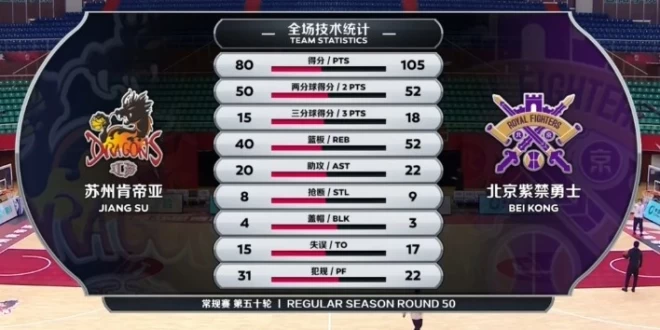 全场技术统计
TEAM STATISTICS
80 得分 / PTS 105
50 两分球得分 / 2 PTS 52
15 三分球得分 / 3 PTS 18
40 篮板 / REB 52
20 助攻 / AST 22
8 抢断 / STL 9
4 盖帽 / BLK 3
15 失误 / TO 17
31 犯规 / PF 22
DRAGONS
苏州肯帝亚
JIANG SU
ROYAL FIGHTERS
北京紫禁勇士
BEI KONG
京
常规赛 第五十轮 | REGULAR SEASON ROUND 50